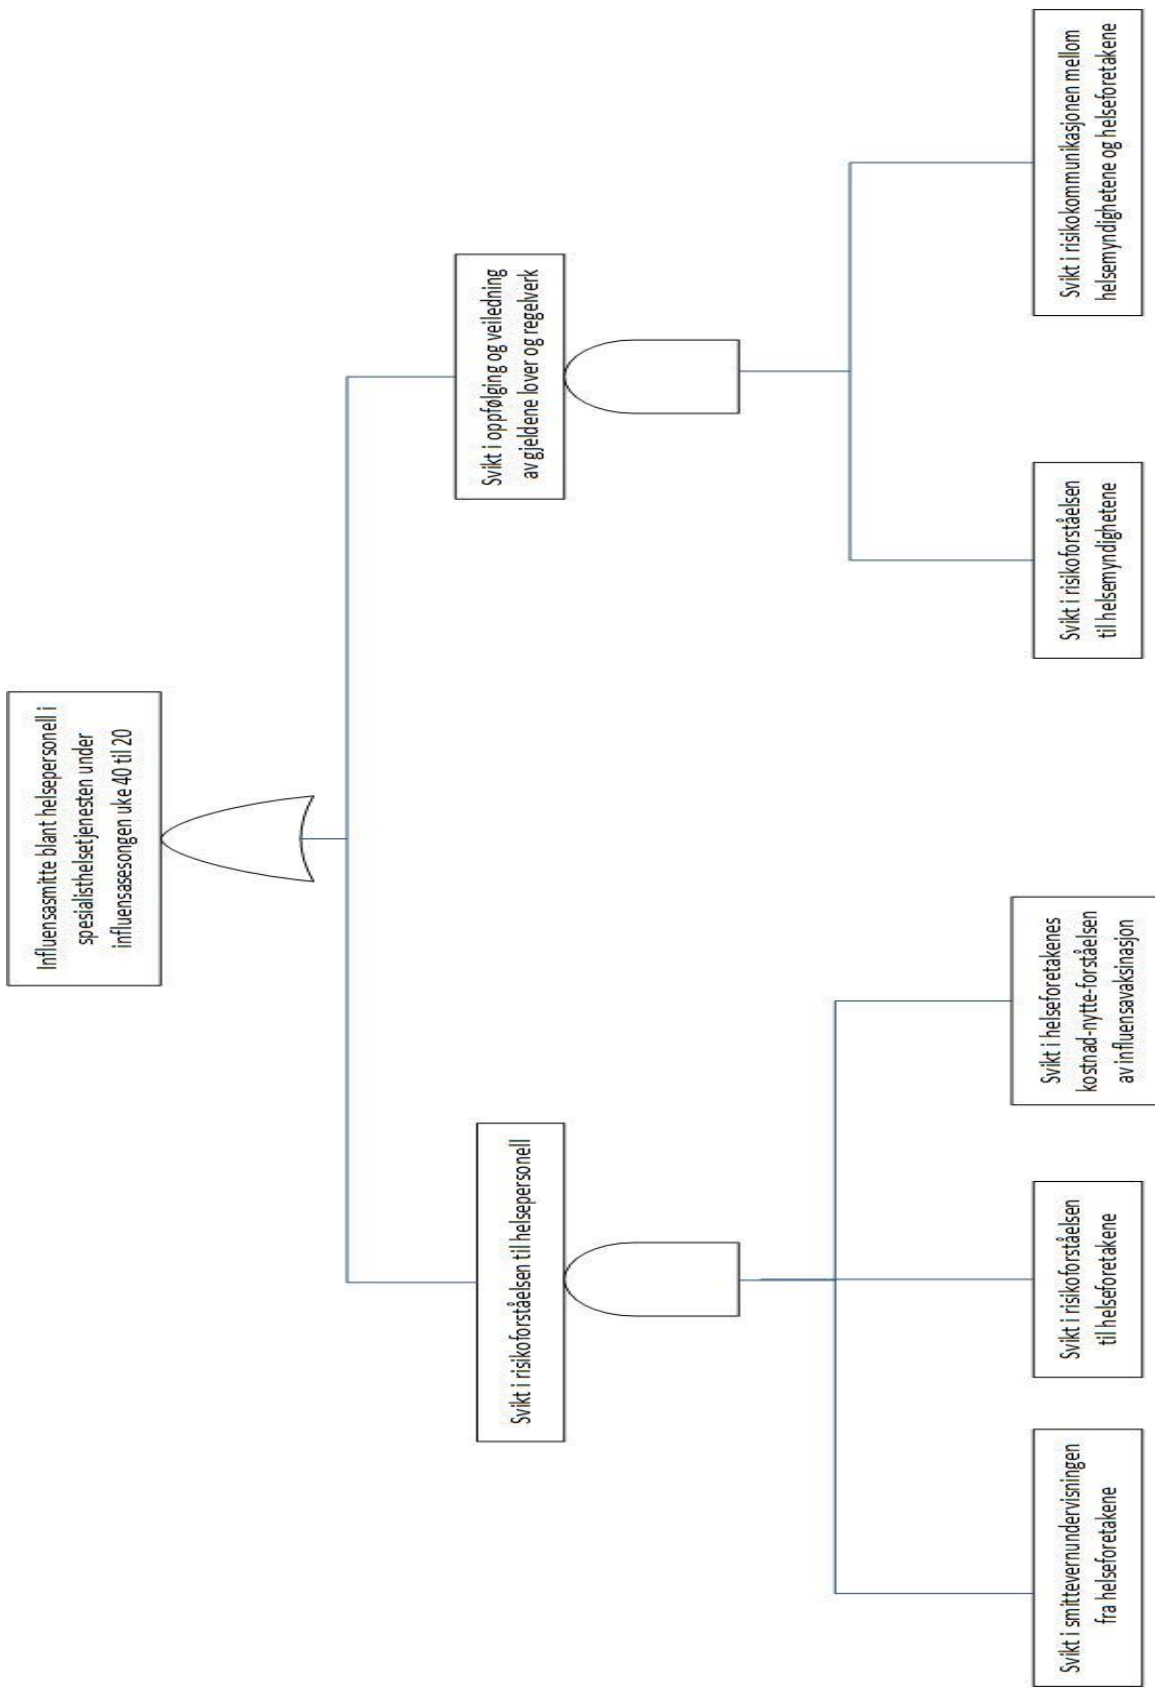 Influensasmitte blant helsepersonell i
spesialisthelsetjenesten under
influensasesongen uke 40 til 20
Svikt i risikoforståelsen til helsepersonell
Svikt i oppfølging og veiledning
av gjeldene lover og regelverk
Svikt i smittevernundervisningen
fra helseforetakene
Svikt i risikoforståelsen
til helseforetakene
Svikt i helseforetakenes
kostnad-nytte-forståelsen
av influensavaksinasjon
Svikt i risikoforståelsen
til helsemyndighetene
Svikt i risikokommunikasjonen mellom
helsemyndighetene og helseforetakene